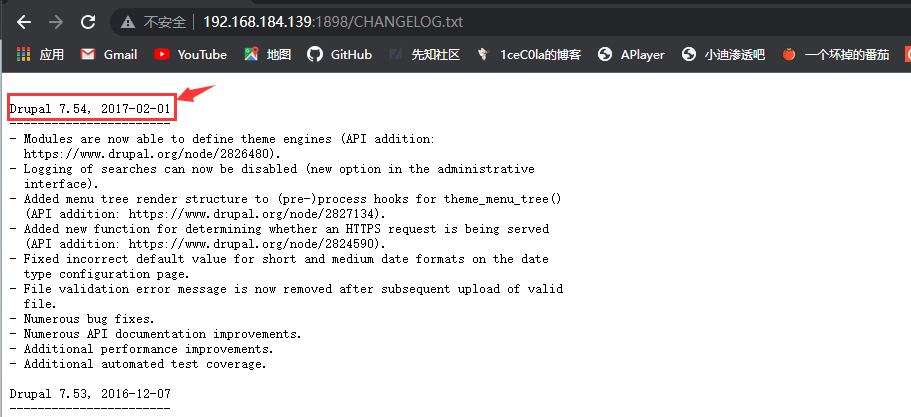 不安全 | 192.168.184.139:1898/CHANGELOG.txt
应用 Gmail YouTube 地图 GitHub 先知社区 1ceC0la的博客 APlayer 小迪渗透吧 一个坏掉的番茄
Drupal 7.54, 2017-02-01
-----------------------
- Modules are now able to define theme engines (API addition:
https://www.drupal.org/node/2826480).
- Logging of searches can now be disabled (new option in the administrative
interface).
- Added menu tree render structure to (pre-)process hooks for theme_menu_tree()
(API addition: https://www.drupal.org/node/2827134).
- Added new function for determining whether an HTTPS request is being served
(API addition: https://www.drupal.org/node/2824590).
- Fixed incorrect default value for short and medium date formats on the date
type configuration page.
- File validation error message is now removed after subsequent upload of valid
file.
- Numerous bug fixes.
- Numerous API documentation improvements.
- Additional performance improvements.
- Additional automated test coverage.
Drupal 7.53, 2016-12-07
-----------------------